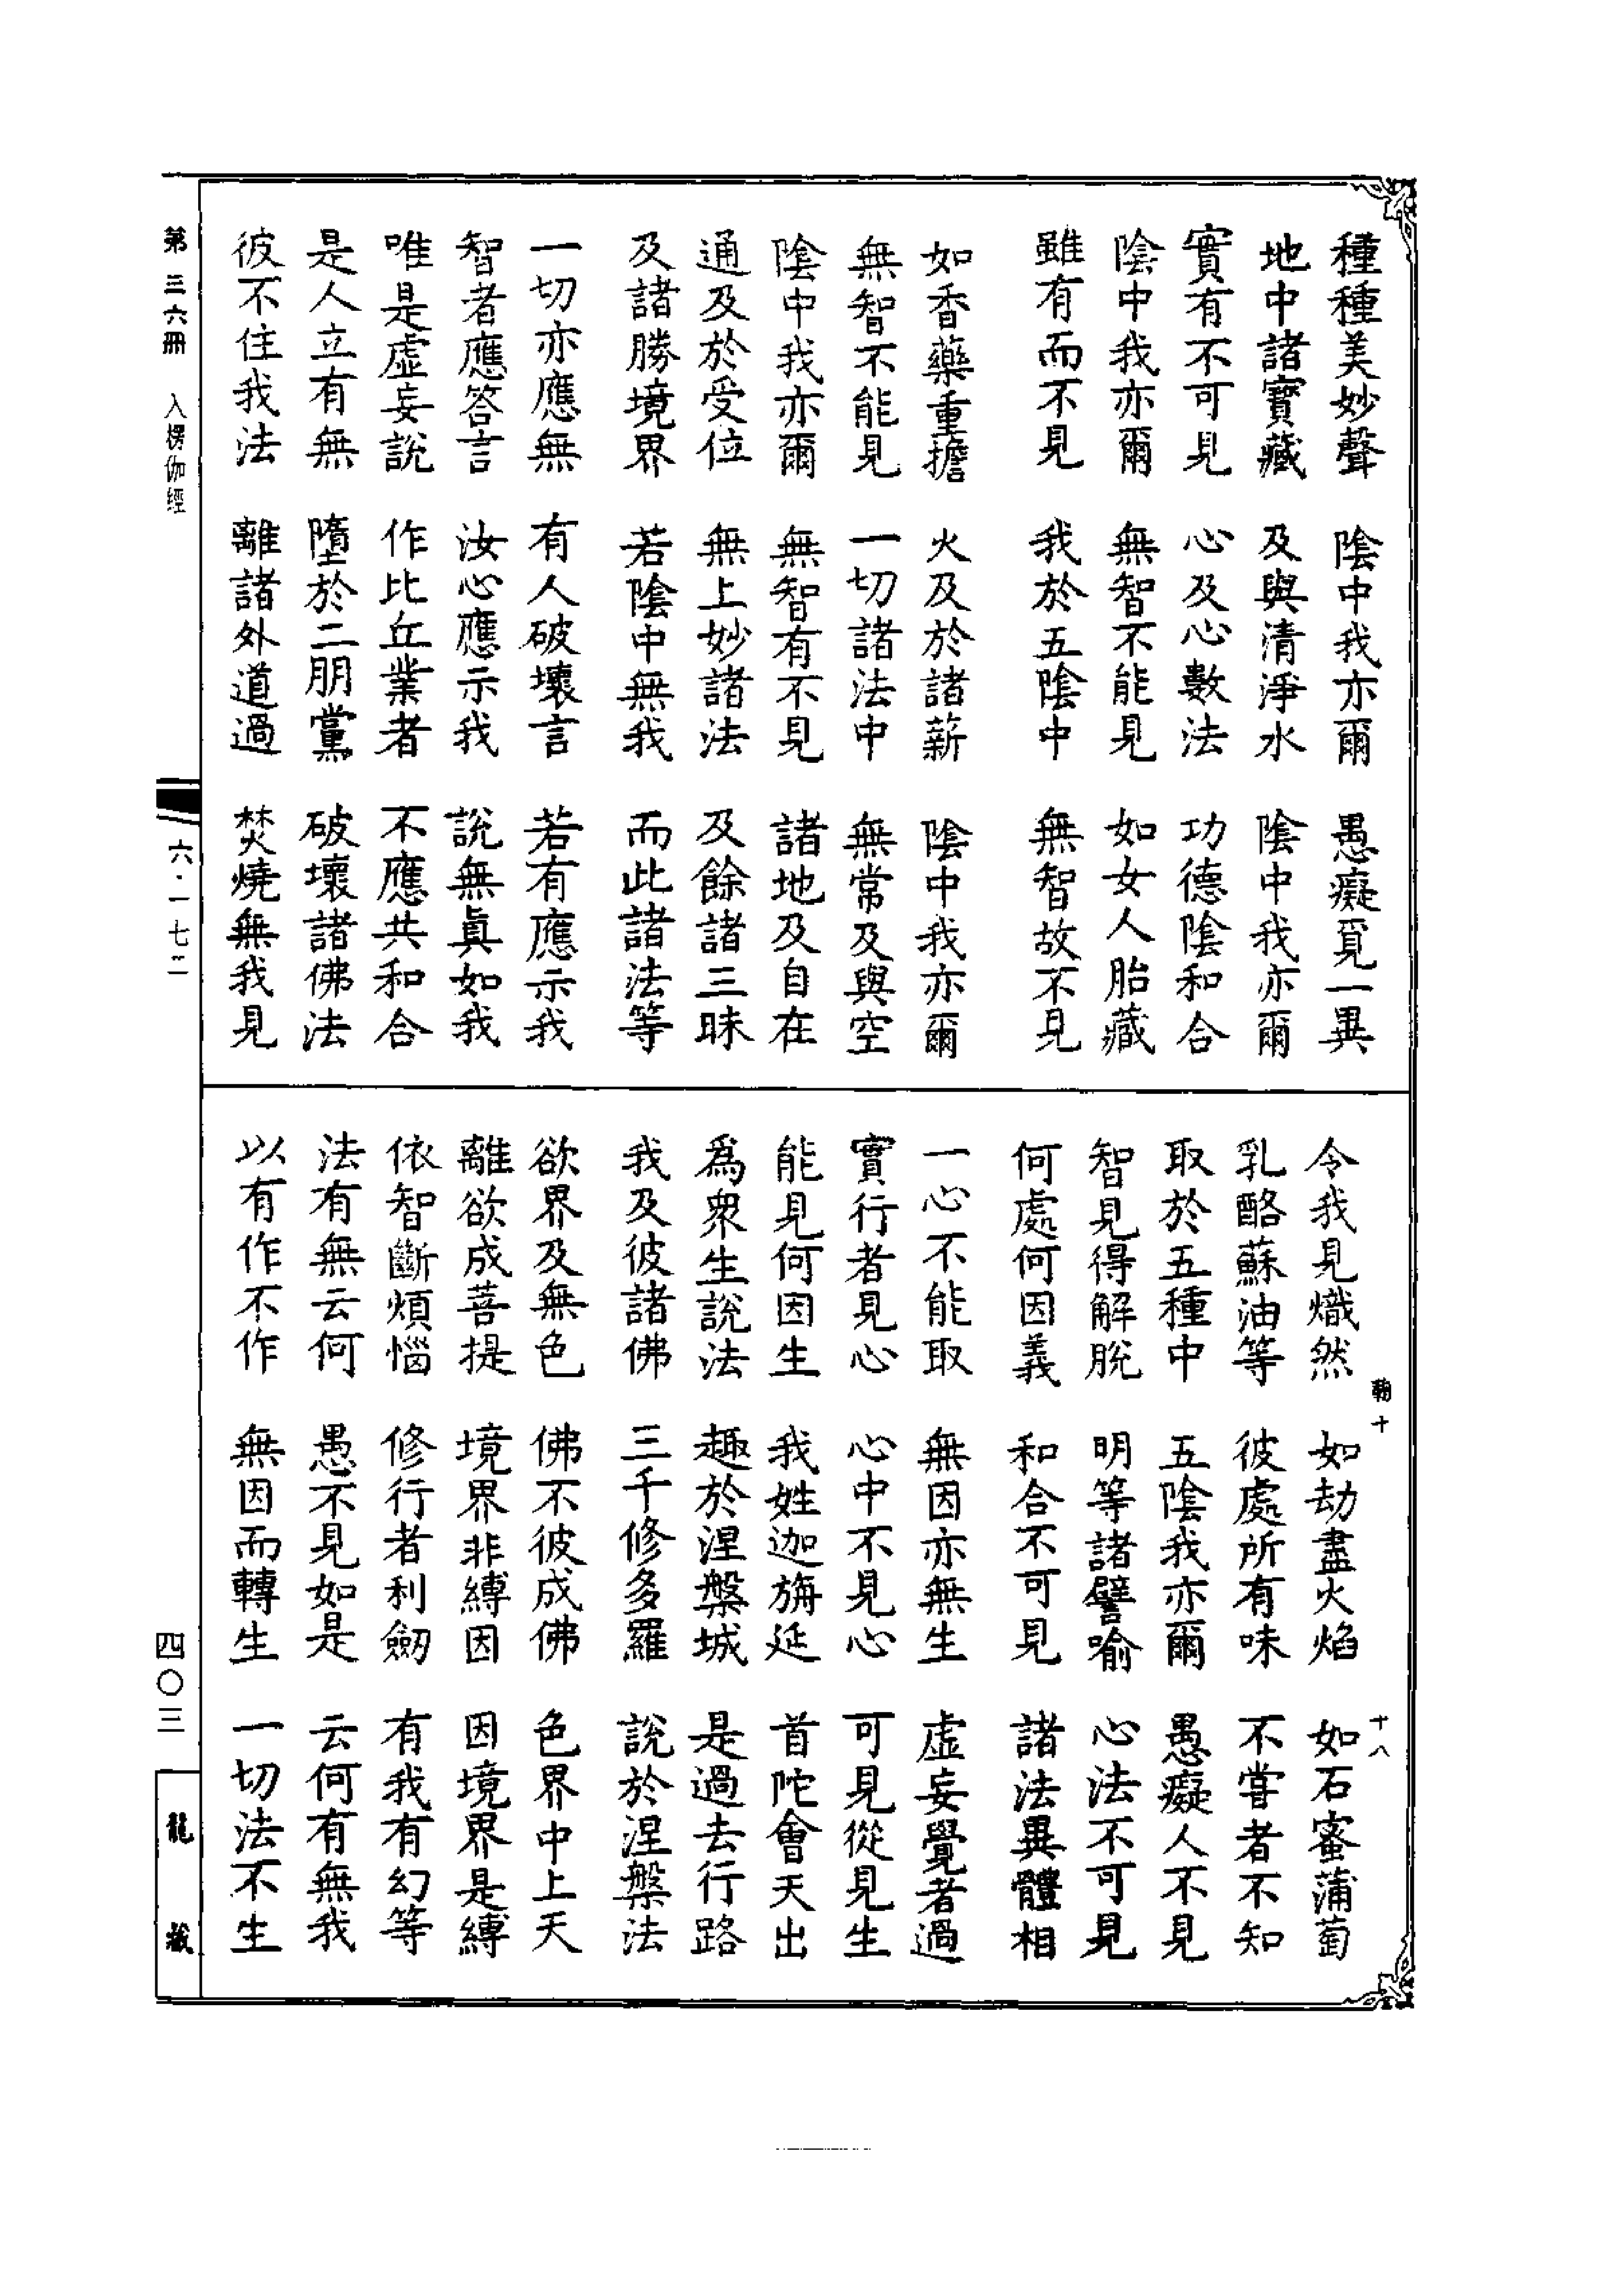 種種美妙聲　陰中我亦爾　愚癡覓一異
地中諸寶藏　及與清淨水　陰中我亦爾
實有不可見　心及心數法　功德陰和合
陰中我亦爾　無智不能見　如女人胎藏
雖有而不見　我於五陰中　無智故不見
如香藥重擔　火及於諸薪　陰中我亦爾
無智不能見　一切諸法中　無常及與空
陰中我亦爾　無智有不見　諸地及自在
通及於受位　無上妙諸法　及餘諸三昧
及諸勝境界　若陰中無我　而此諸法等
一切亦應無　有人破壞言　若有應示我
智者應答言　汝心應示我　說無眞如我
唯是虛妄說　作比丘業者　不應共和合
是人立有無　墮於二朋黨　破壞諸佛法
彼不住我法　離諸外道過　焚燒無我見
令我見熾然　如劫盡火焰　如石蜜蒲萄
乳酪蘇油等　彼處所有味　不甞者不知
取於五種中　五陰我亦爾　愚癡人不見
智見得解脫　明等諸譬喻　心法不可見
何處何因義　和合不可見　諸法異體相
一心不能取　無因亦無生　虛妄覺者過
實行者見心　心中不見心　可見從見生
能見何因生　我姓迦旃延　首陀會天出
爲衆生說法　趣於涅槃城　是過去行路
我及彼諸佛　三千修多羅　說於涅槃法
欲界及無色　佛不彼成佛　色界中上天
離欲成菩提　境界非縛因　因境界是縛
依智斷煩惱　修行者利劒　有我有幻等
法有無云何　愚不見如是　云何有無我
以有作不作　無因而轉生　一切法不生
十
十八
第三六冊　入楞伽經
六·一七二
四〇三
龍藏